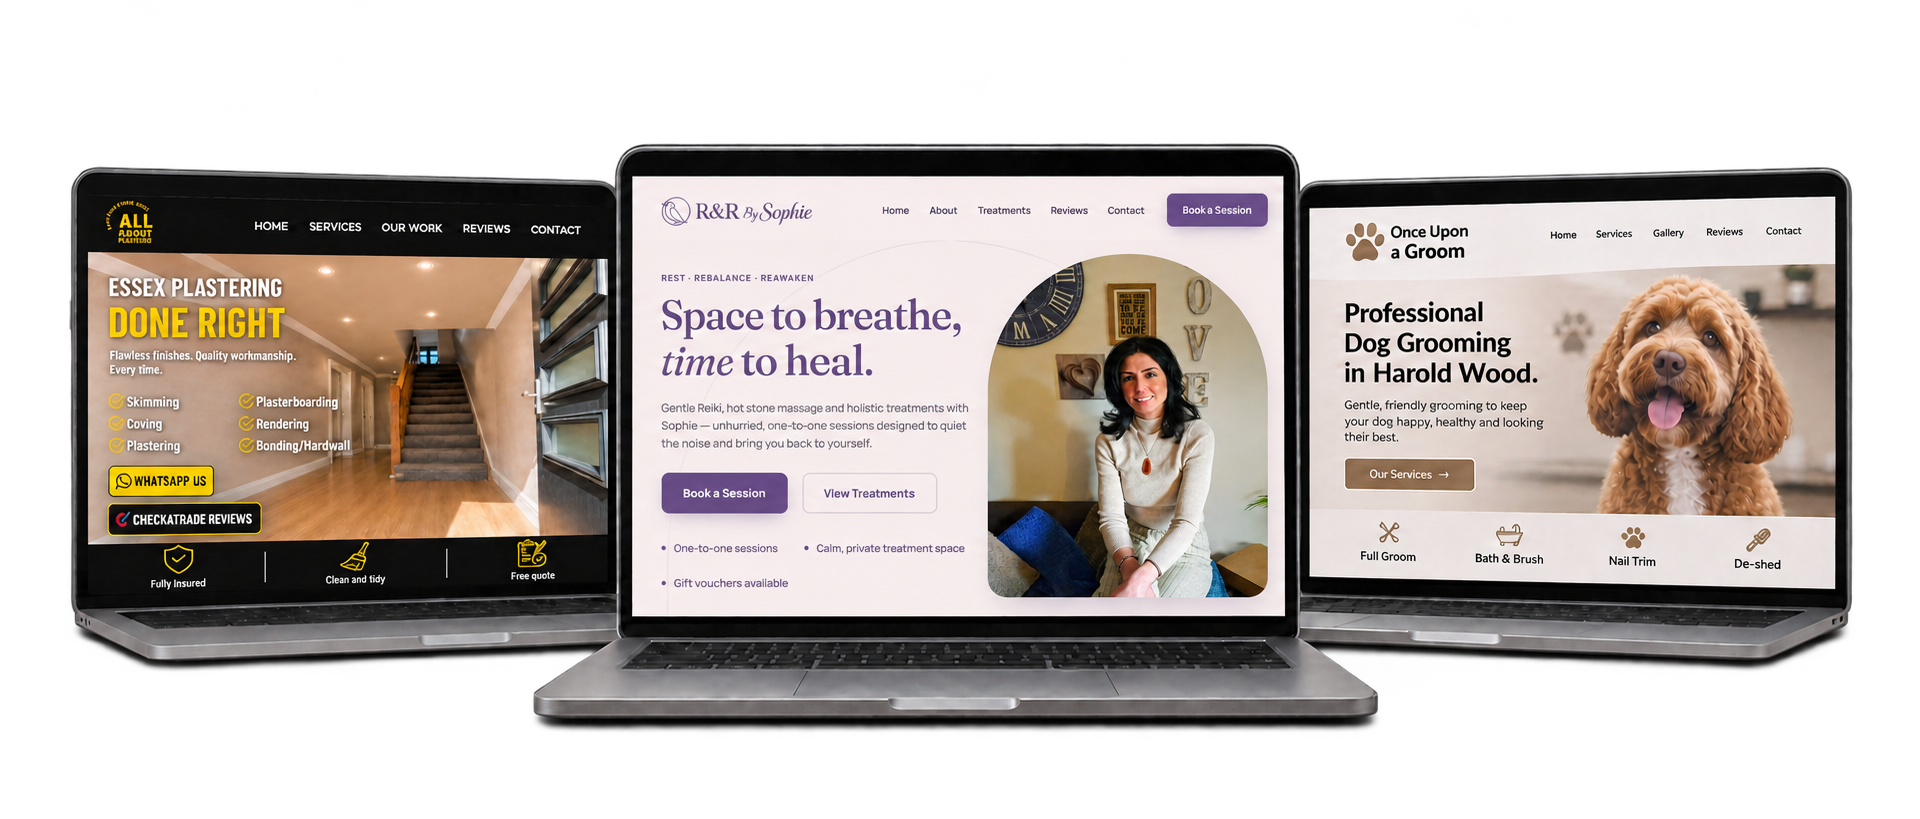 ALL
ABOUT
PLASTERING
HOME SERVICES OUR WORK REVIEWS CONTACT
ESSEX PLASTERING
DONE RIGHT
Flawless finishes. Quality workmanship.
Every time.
Skimming Plasterboarding
Coving Rendering
Plastering Bonding/Hardwall
WHATSAPP US
CHECKATRADE REVIEWS
Fully Insured Clean and tidy Free quote
R&R By Sophie
Home About Treatments Reviews Contact Book a Session
REST · REBALANCE · REAWAKEN
Space to breathe,
time to heal.
Gentle Reiki, hot stone massage and holistic treatments with
Sophie — unhurried, one-to-one sessions designed to quiet
the noise and bring you back to yourself.
Book a Session View Treatments
• One-to-one sessions • Calm, private treatment space
• Gift vouchers available
O
V
E
COME
Once Upon
a Groom
Home Services Gallery Reviews Contact
Professional
Dog Grooming
in Harold Wood.
Gentle, friendly grooming to keep
your dog happy, healthy and looking
their best.
Our Services →
Full Groom Bath & Brush Nail Trim De-shed